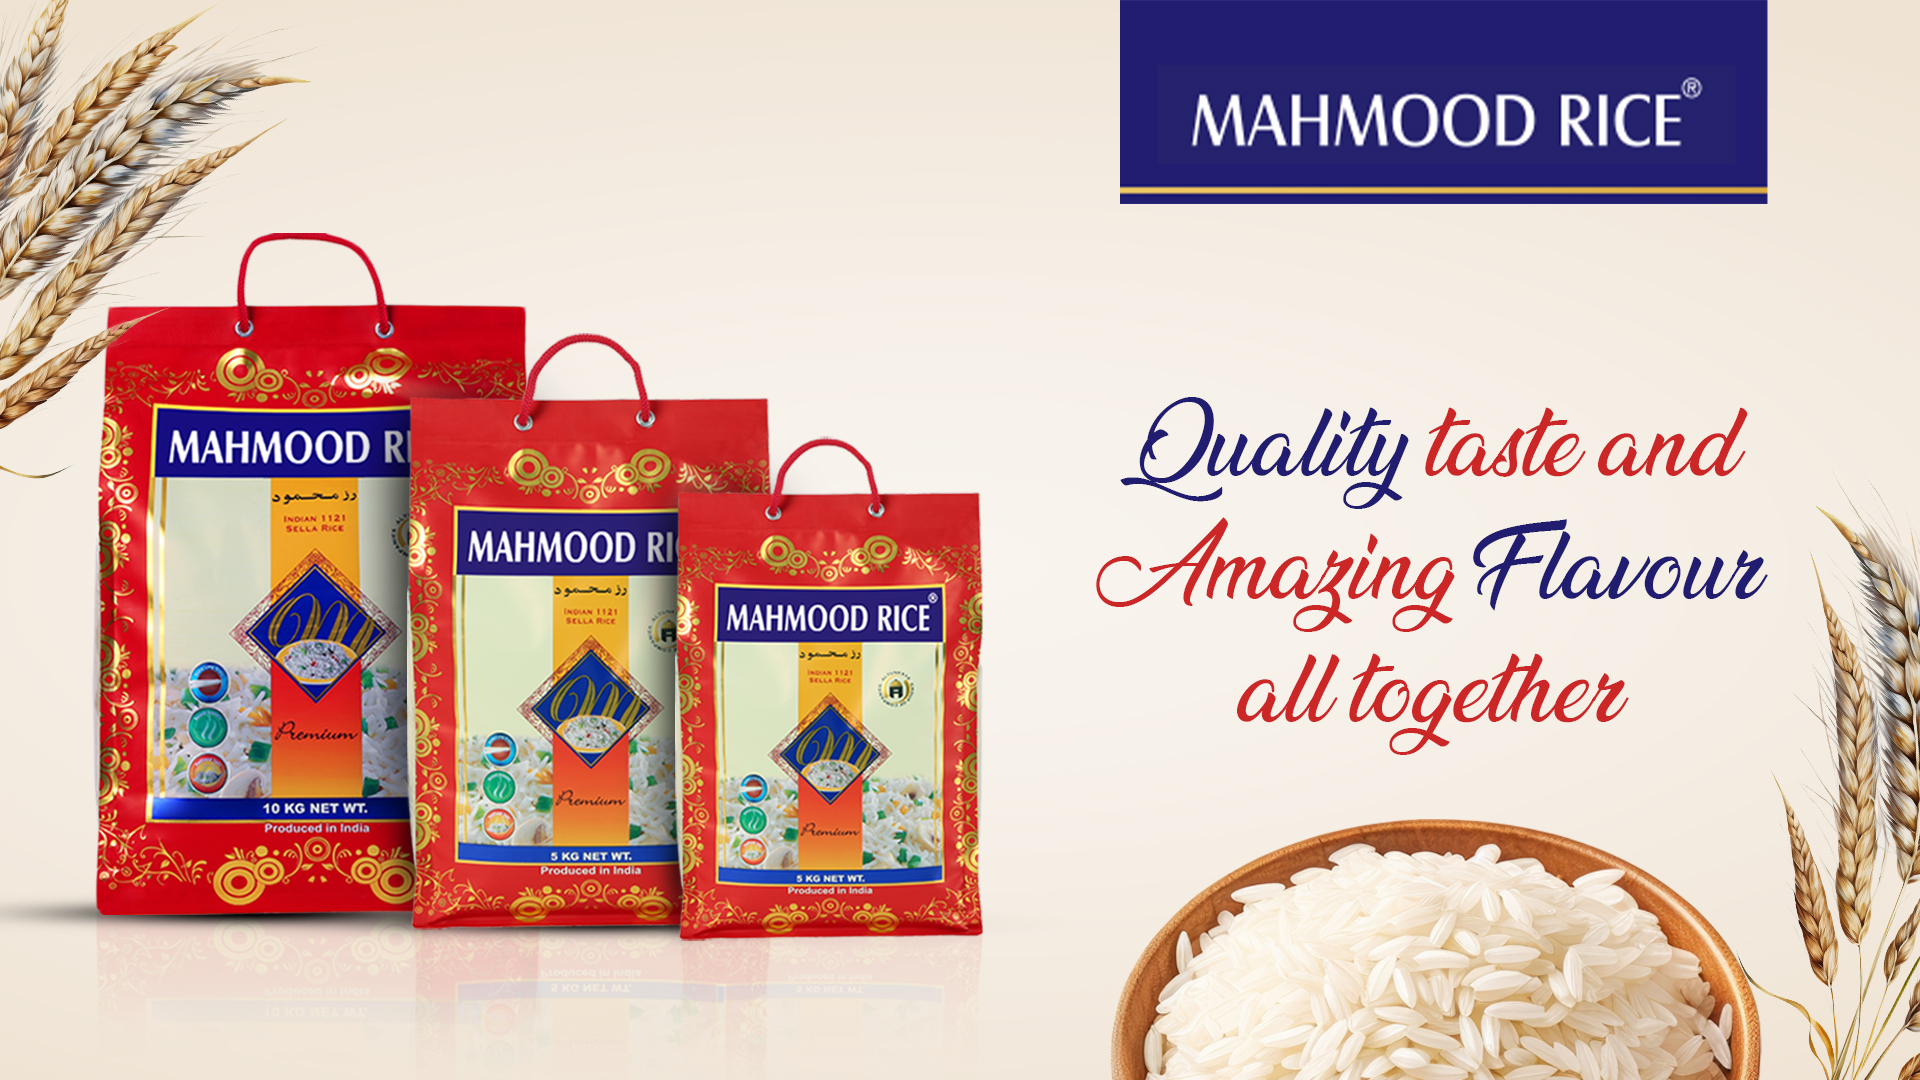 MAHMOOD RICE®
Quality taste and
Amazing Flavour
all together
MAHMOOD RI
رز محمود
INDIAN 1121
SELLA RICE
Premium
10 KG NET WT.
Produced in India
MAHMOOD RI
رز محمود
INDIAN 1121
SELLA RICE
Premium
5 KG NET WT.
Produced in India
MAHMOOD RICE®
رز محمود
INDIAN 1121
SELLA RICE
Premium
5 KG NET WT.
Produced in India